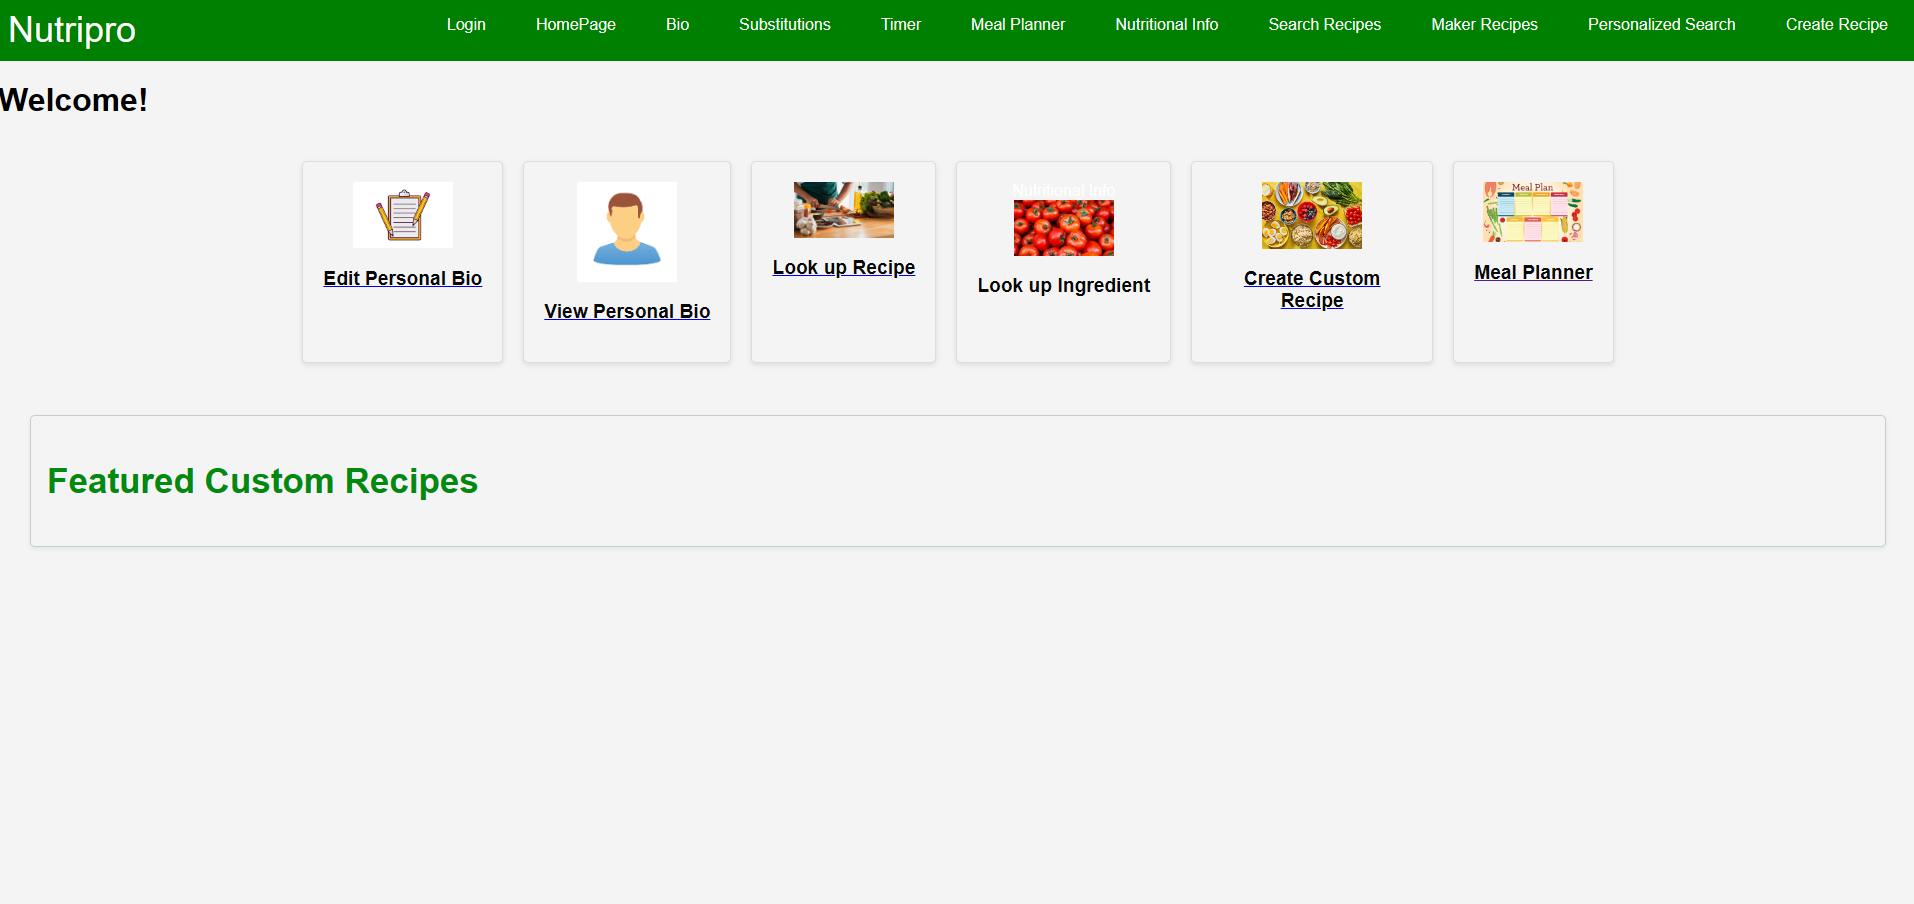 Nutripro
Login HomePage Bio Substitutions Timer Meal Planner Nutritional Info Search Recipes Maker Recipes Personalized Search Create Recipe
Welcome!
Edit Personal Bio
View Personal Bio
Look up Recipe
Nutritional Info
Look up Ingredient
Create Custom
Recipe
Meal Plan
Meal Planner
Featured Custom Recipes